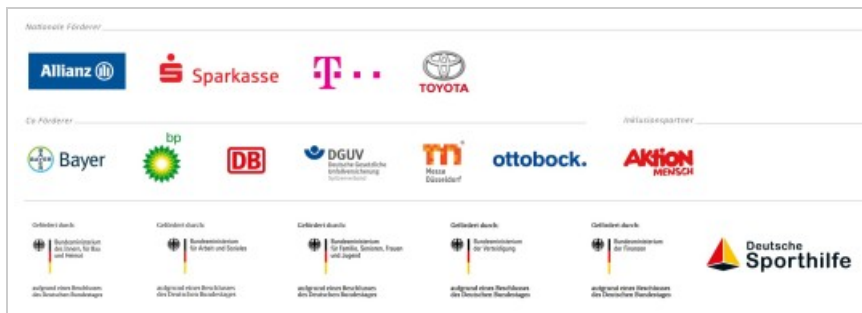 Nationale Förderer
Allianz
Sparkasse
T
TOYOTA
Co Förderer
Inklusionspartner
BAYER
Bayer
bp
DB
DGUV
Deutsche Gesetzliche
Unfallversicherung
Spitzenverband
Messe
Düsseldorf
ottobock.
AKTION
MENSCH
Gefördert durch:
Bundesministerium
des Innern, für Bau
und Heimat
aufgrund eines Beschlusses
des Deutschen Bundestages
Gefördert durch:
Bundesministerium
für Arbeit und Soziales
aufgrund eines Beschlusses
des Deutschen Bundestages
Gefördert durch:
Bundesministerium
für Familie, Senioren, Frauen
und Jugend
aufgrund eines Beschlusses
des Deutschen Bundestages
Gefördert durch:
Bundesministerium
der Verteidigung
aufgrund eines Beschlusses
des Deutschen Bundestages
Gefördert durch:
Bundesministerium
der Finanzen
aufgrund eines Beschlusses
des Deutschen Bundestages
Deutsche
Sporthilfe